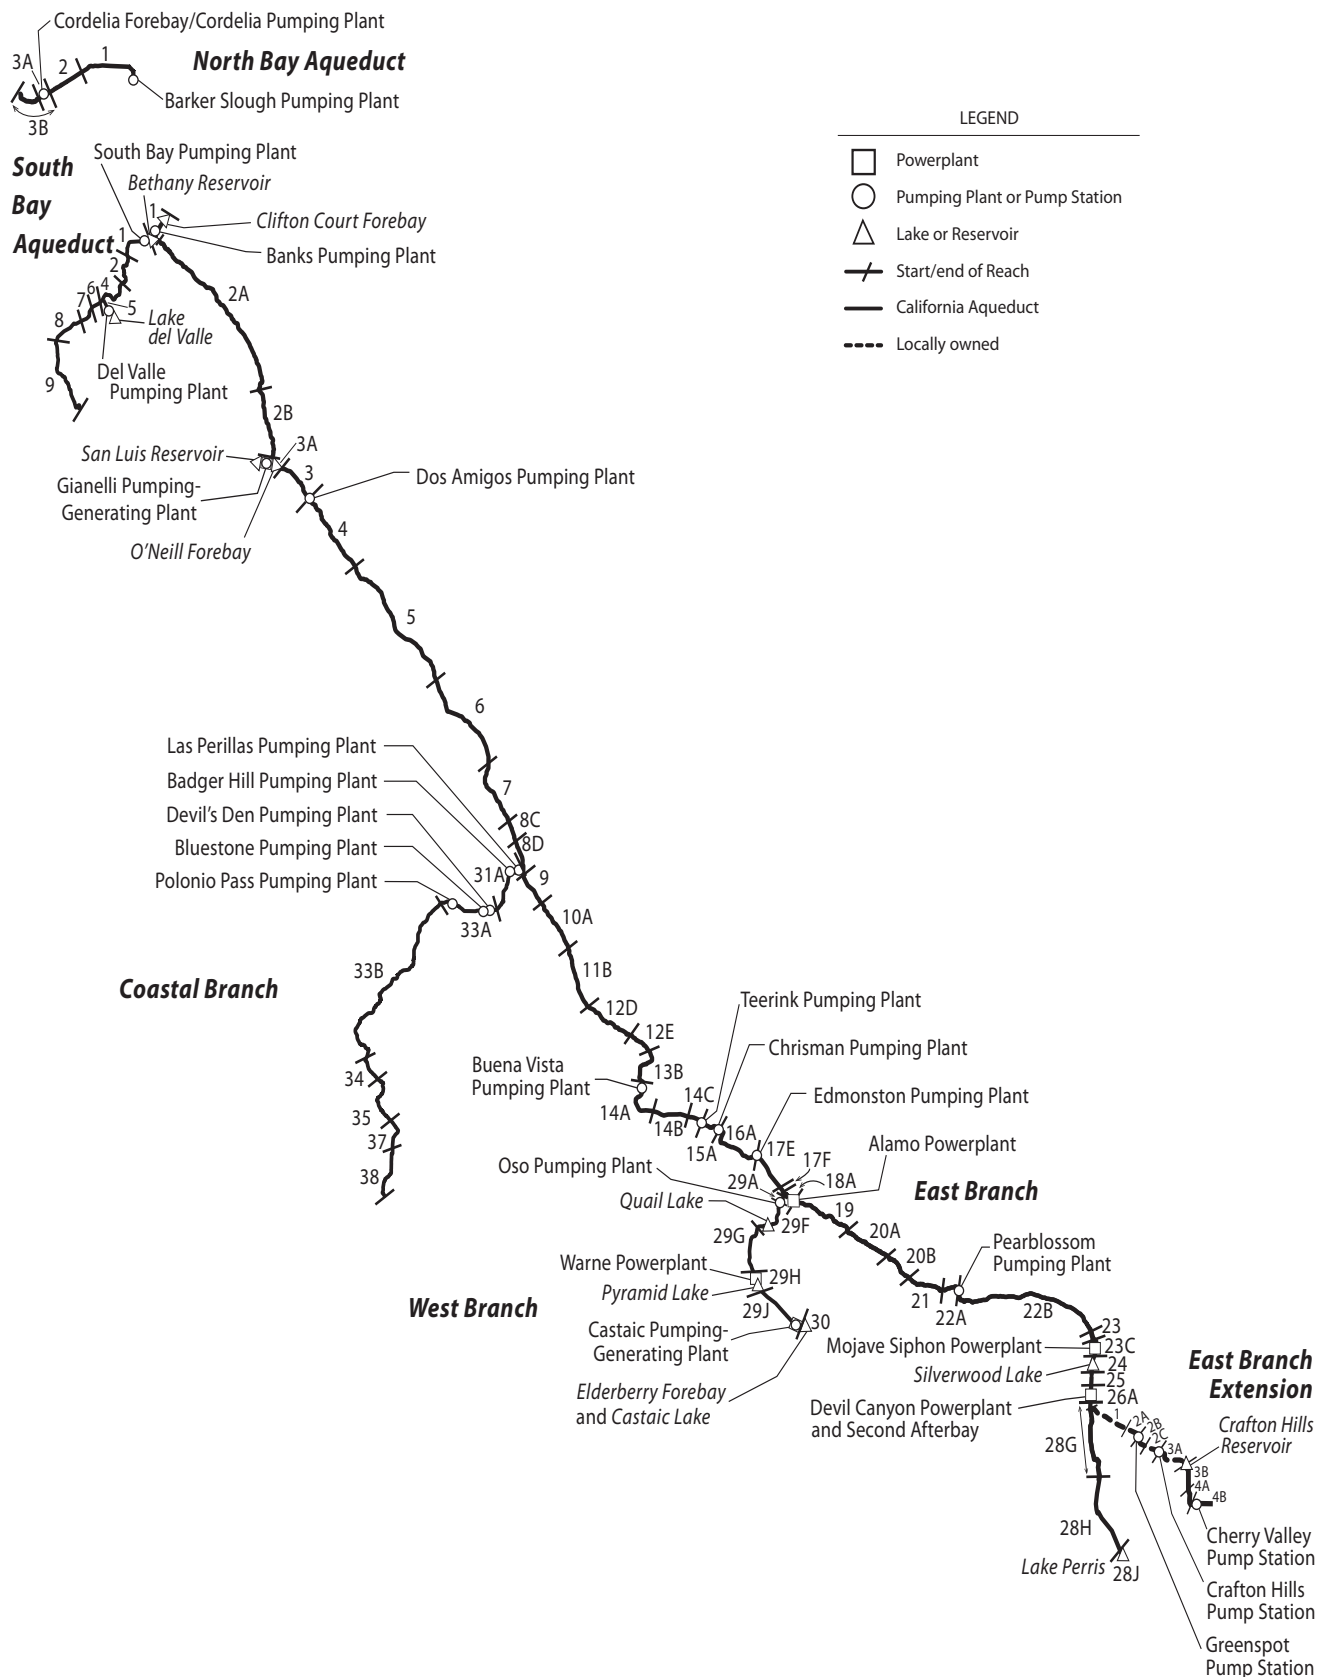 Cordelia Forebay/Cordelia Pumping Plant
North Bay Aqueduct
3A
2
1
Barker Slough Pumping Plant
3B
LEGEND
Powerplant
Pumping Plant or Pump Station
Lake or Reservoir
Start/end of Reach
California Aqueduct
Locally owned
South
Bay
Aqueduct
South Bay Pumping Plant
Bethany Reservoir
1
Clifton Court Forebay
Banks Pumping Plant
1
2
2A
4
6
7
5
8
Lake
del Valle
9
Del Valle
Pumping Plant
2B
3A
San Luis Reservoir
3
Dos Amigos Pumping Plant
Gianelli Pumping-
Generating Plant
O'Neill Forebay
4
5
6
Las Perillas Pumping Plant
Badger Hill Pumping Plant
7
Devil's Den Pumping Plant
8C
Bluestone Pumping Plant
8D
Polonio Pass Pumping Plant
31A
9
10A
33A
11B
33B
Coastal Branch
12D
Teerink Pumping Plant
12E
Chrisman Pumping Plant
Buena Vista
Pumping Plant
13B
34
14C
Edmonston Pumping Plant
14A
14B
16A
35
15A
17E
Alamo Powerplant
37
38
Oso Pumping Plant
17F
29A
18A
East Branch
Quail Lake
29F
19
29G
20A
20B
Pearblossom
Pumping Plant
Warne Powerplant
29H
Pyramid Lake
21
22A
22B
West Branch
29J
30
Castaic Pumping-
Generating Plant
23
Mojave Siphon Powerplant
23C
Silverwood Lake
24
25
East Branch
Extension
Elderberry Forebay
and Castaic Lake
Devil Canyon Powerplant
and Second Afterbay
26A
1
2A
2B
2C
3A
Crafton Hills
Reservoir
28G
3B
4A
4B
28H
Cherry Valley
Pump Station
Lake Perris
28J
Crafton Hills
Pump Station
Greenspot
Pump Station